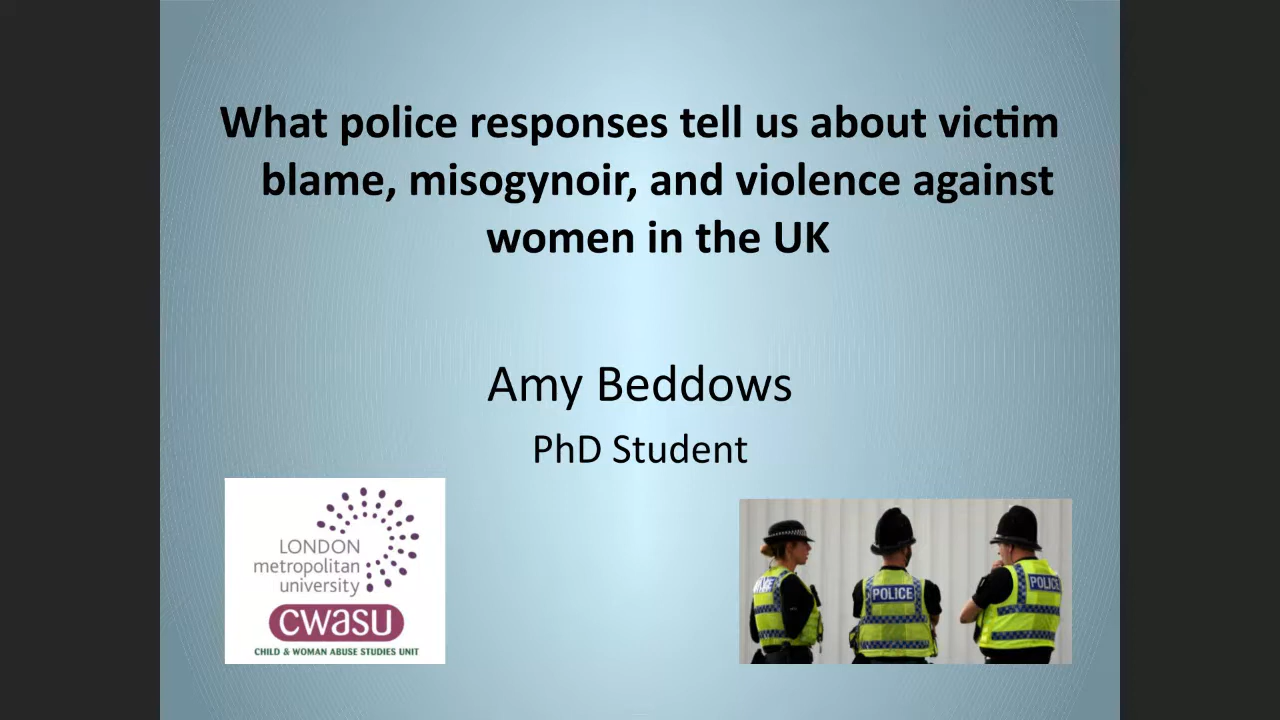 What police responses tell us about victim
blame, misogynoir, and violence against
women in the UK
Amy Beddows
PhD Student
LONDON
metropolitan
university
cwasu
CHILD & WOMAN ABUSE STUDIES UNIT
POLICE
POLICE
POLICE